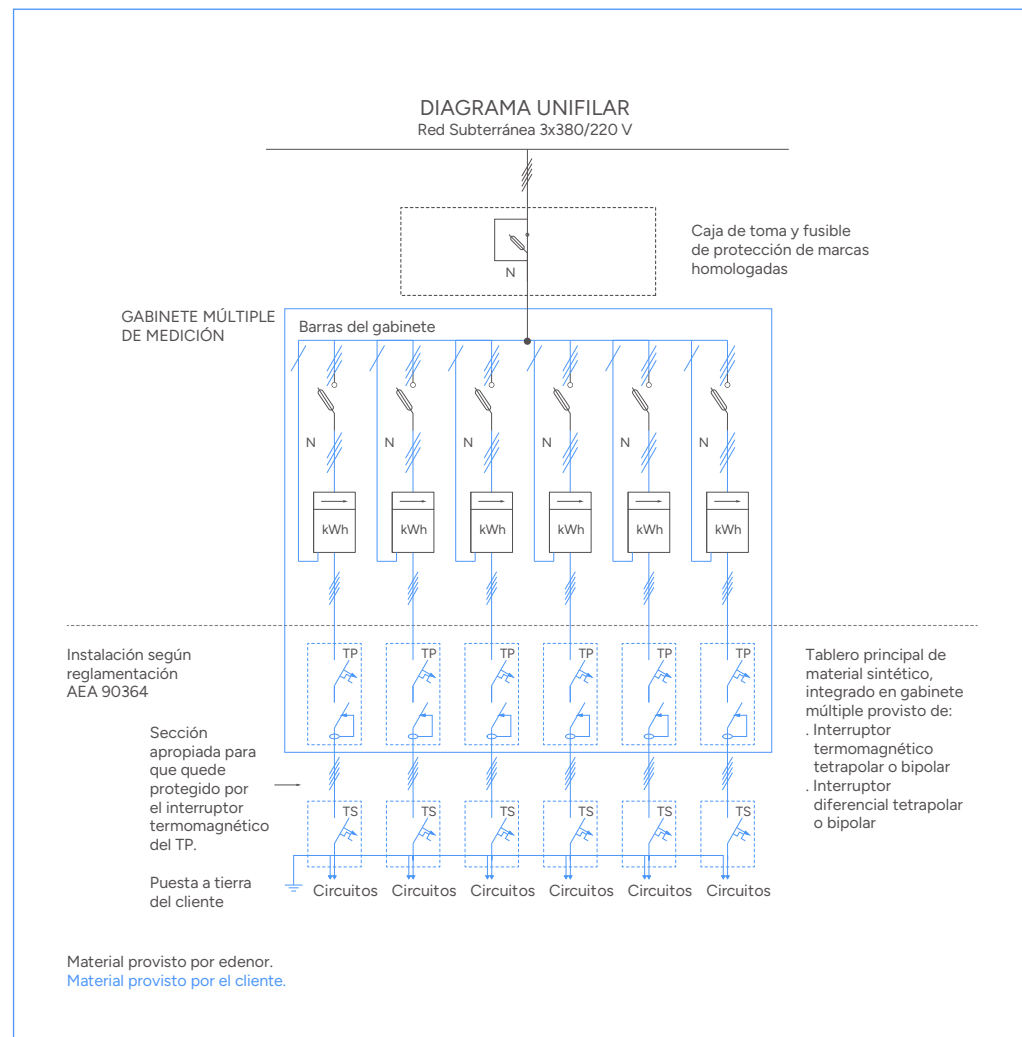 DIAGRAMA UNIFILAR
Red Subterránea 3x380/220 V
Caja de toma y fusible
de protección de marcas
homologadas
N
GABINETE MÚLTIPLE
DE MEDICIÓN
Barras del gabinete
N
N
N
N
N
N
kWh
kWh
kWh
kWh
kWh
kWh
Instalación según
reglamentación
AEA 90364
TP
TP
TP
TP
TP
TP
Tablero principal de
material sintético,
integrado en gabinete
múltiple provisto de:
. Interruptor
termomagnético
tetrapolar o bipolar
. Interruptor
diferencial tetrapolar
o bipolar
Sección
apropiada para
que quede
protegido por
el interruptor
termomagnético
del TP.
TS
TS
TS
TS
TS
TS
Puesta a tierra
del cliente
Circuitos
Circuitos
Circuitos
Circuitos
Circuitos
Circuitos
Material provisto por edenor.
Material provisto por el cliente.